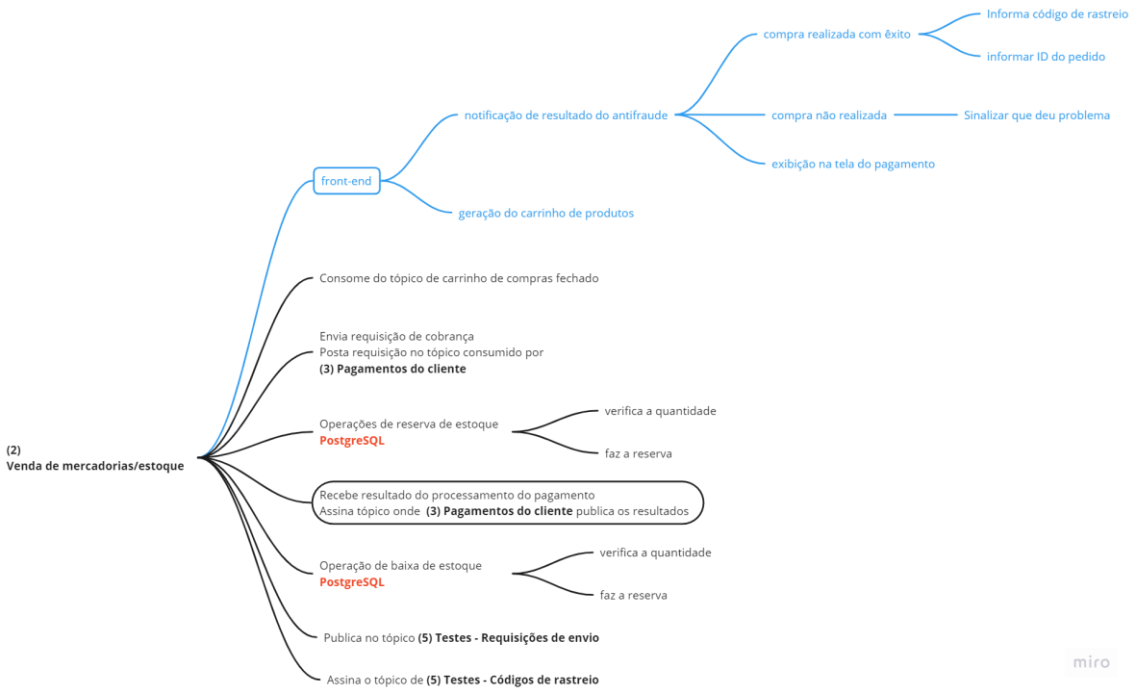 (2)
Venda de mercadorias/estoque
front-end
notificação de resultado do antifraude
compra realizada com êxito
Informa código de rastreio
informar ID do pedido
compra não realizada
Sinalizar que deu problema
exibição na tela do pagamento
geração do carrinho de produtos
Consome do tópico de carrinho de compras fechado
Envia requisição de cobrança
Posta requisição no tópico consumido por
(3) Pagamentos do cliente
Operações de reserva de estoque
PostgreSQL
verifica a quantidade
faz a reserva
Recebe resultado do processamento do pagamento
Assina tópico onde (3) Pagamentos do cliente publica os resultados
Operação de baixa de estoque
PostgreSQL
verifica a quantidade
faz a reserva
Publica no tópico (5) Testes - Requisições de envio
Assina o tópico de (5) Testes - Códigos de rastreio
miro